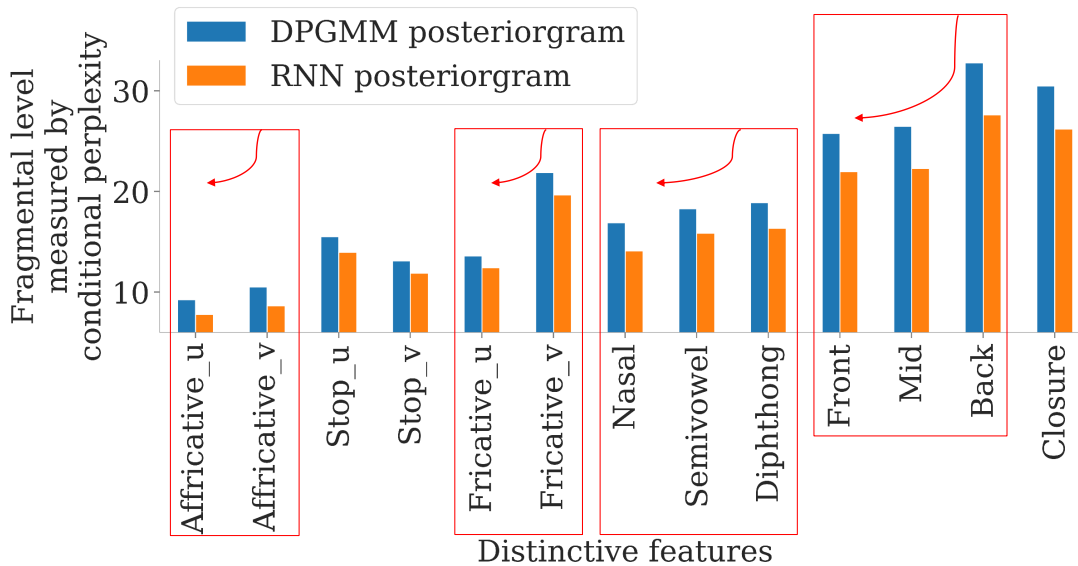 DPGMM posteriorgram
RNN posteriorgram
Fragmental level
measured by
conditional perplexity
30
20
10
Affricative_u
Affricative_v
Stop_u
Stop_v
Fricative_u
Fricative_v
Nasal
Semivowel
Diphthong
Front
Mid
Back
Closure
Distinctive features